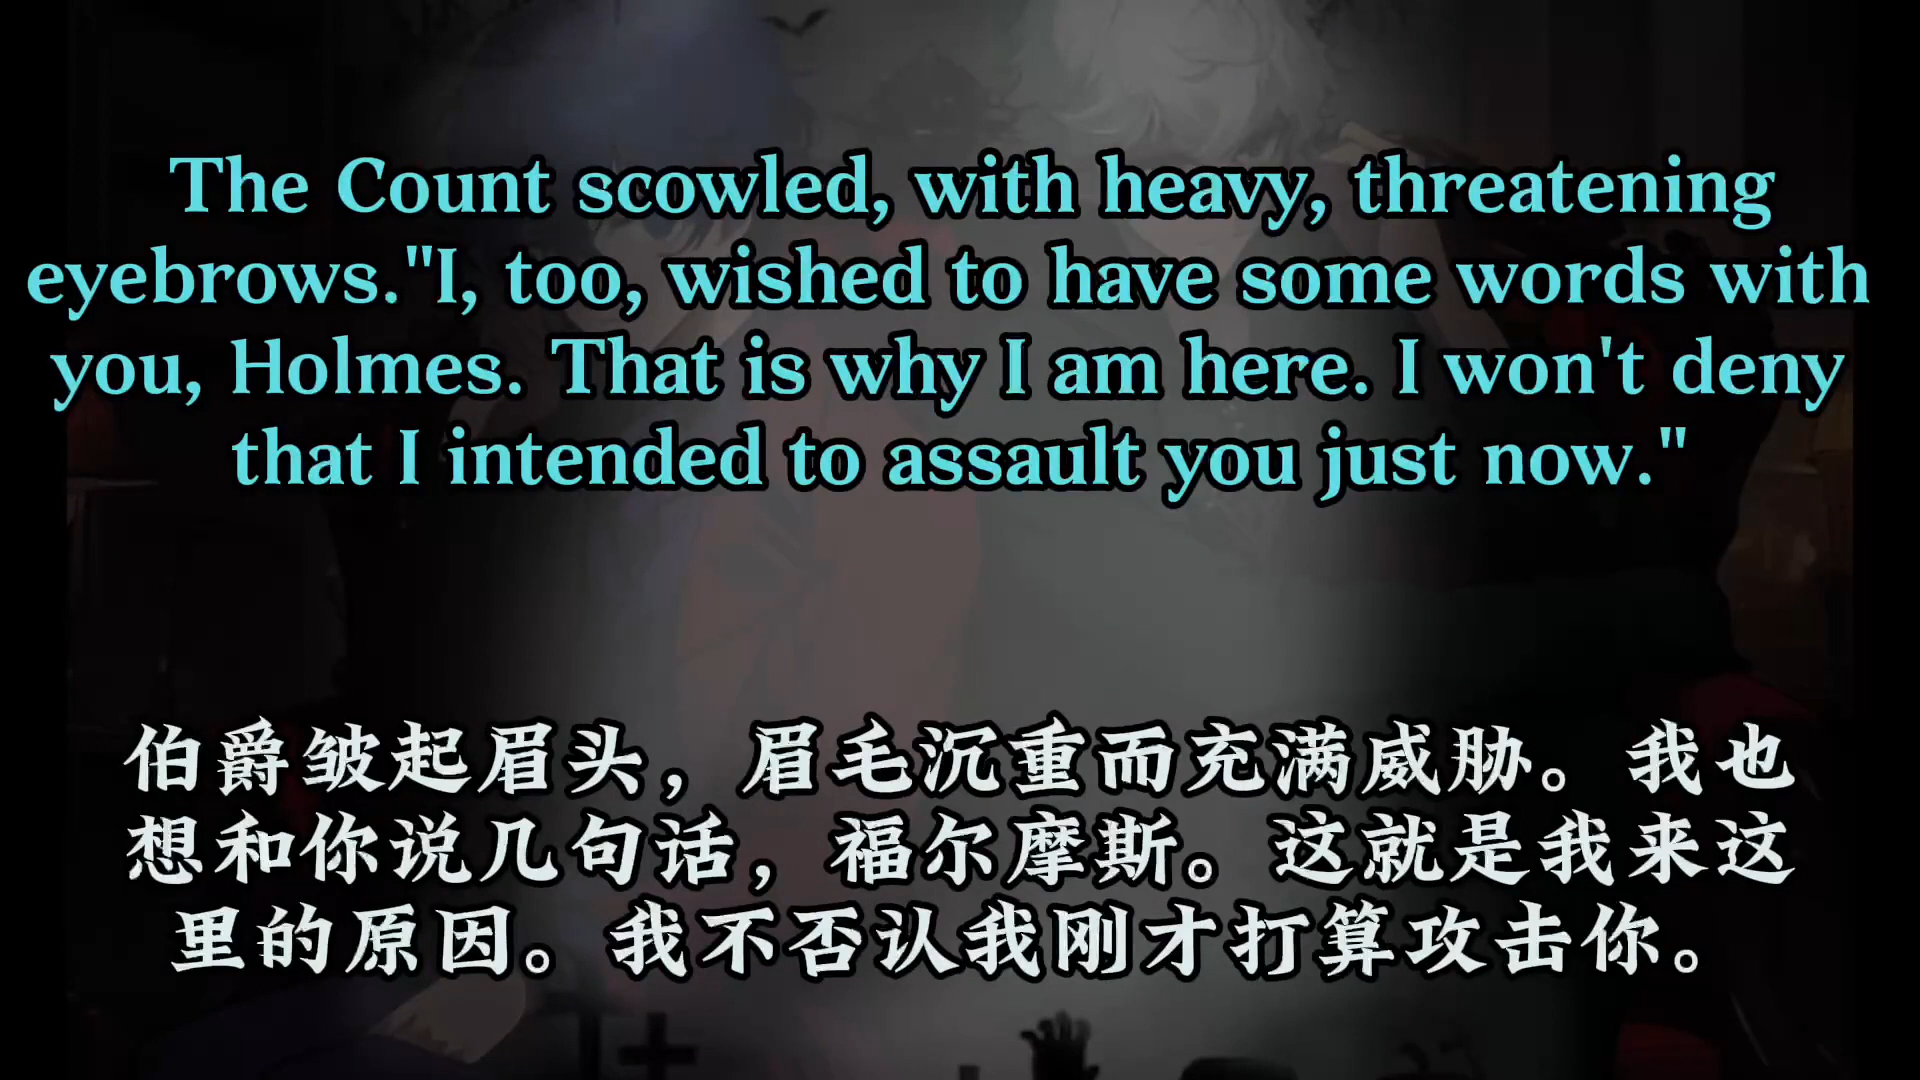 The Count scowled, with heavy, threatening
eyebrows."I, too, wished to have some words with
you, Holmes. That is why I am here. I won't deny
that I intended to assault you just now."
伯爵皱起眉头，眉毛沉重而充满威胁。我也
想和你说几句话，福尔摩斯。这就是我来这
里的原因。我不否认我刚才打算攻击你。